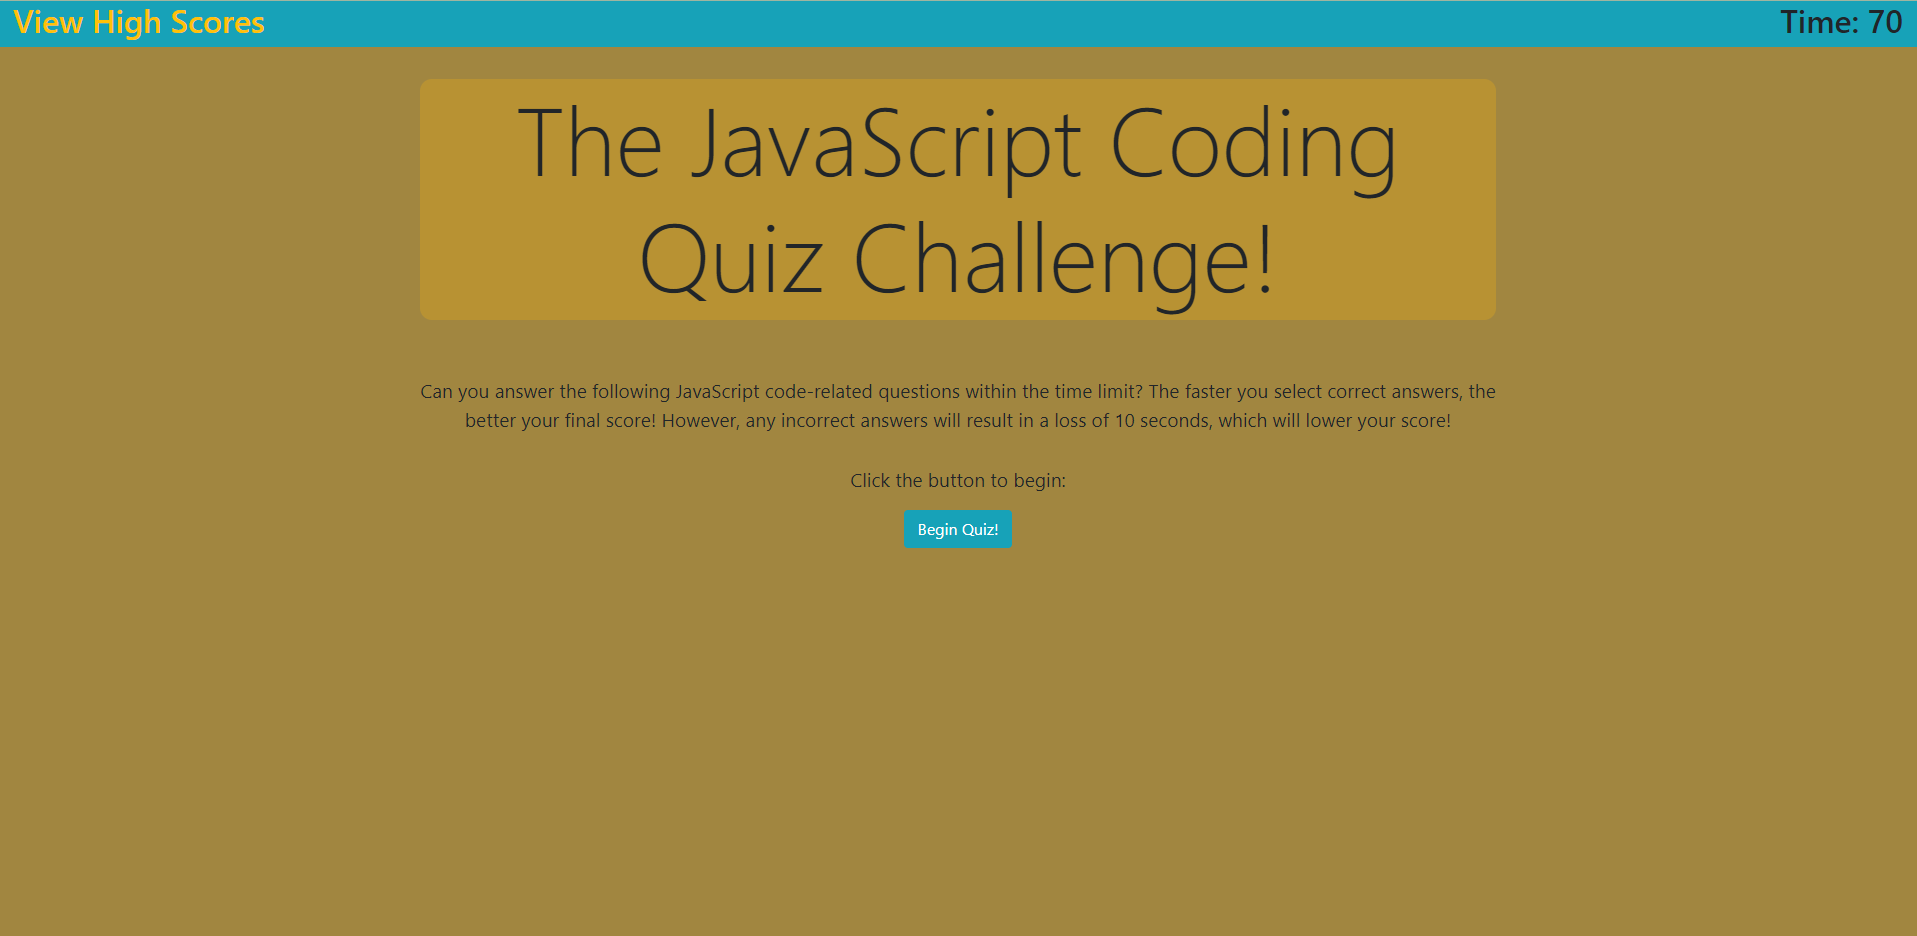 View High Scores
Time: 70
The JavaScript Coding
Quiz Challenge!
Can you answer the following JavaScript code-related questions within the time limit? The faster you select correct answers, the
better your final score! However, any incorrect answers will result in a loss of 10 seconds, which will lower your score!
Click the button to begin:
Begin Quiz!